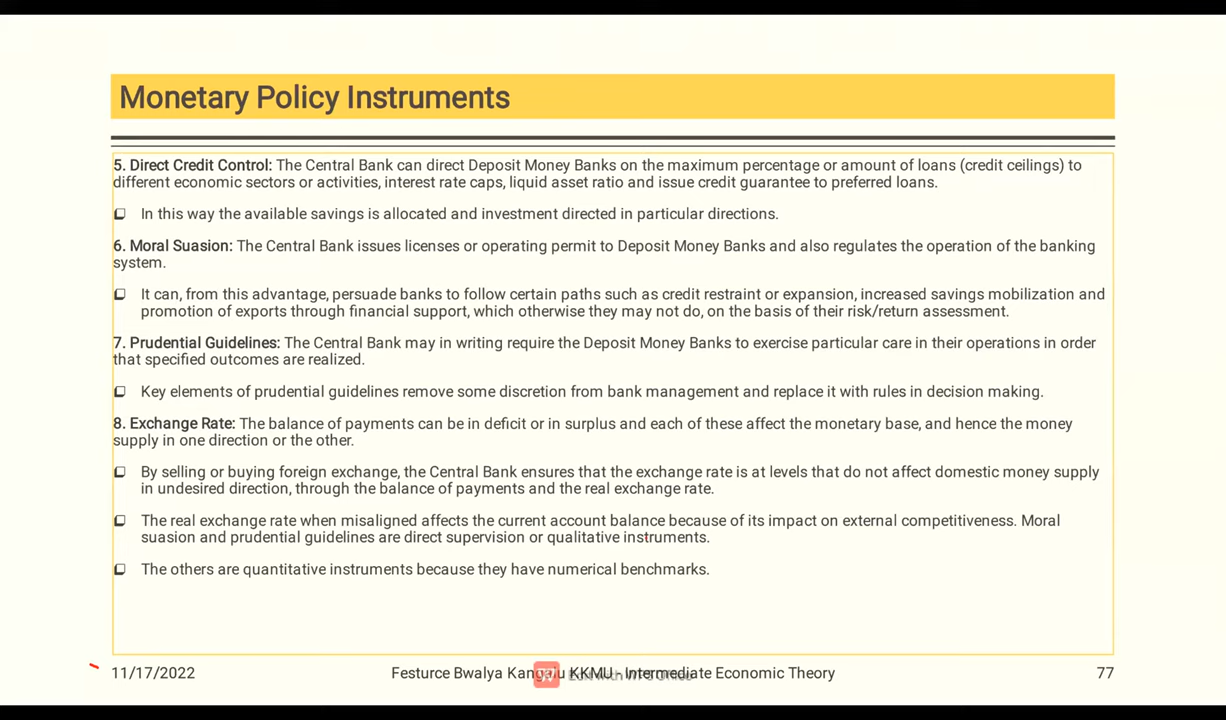 Monetary Policy Instruments
5. Direct Credit Control: The Central Bank can direct Deposit Money Banks on the maximum percentage or amount of loans (credit ceilings) to
different economic sectors or activities, interest rate caps, liquid asset ratio and issue credit guarantee to preferred loans.
In this way the available savings is allocated and investment directed in particular directions.
6. Moral Suasion: The Central Bank issues licenses or operating permit to Deposit Money Banks and also regulates the operation of the banking
system.
It can, from this advantage, persuade banks to follow certain paths such as credit restraint or expansion, increased savings mobilization and
promotion of exports through financial support, which otherwise they may not do, on the basis of their risk/return assessment.
7. Prudential Guidelines: The Central Bank may in writing require the Deposit Money Banks to exercise particular care in their operations in order
that specified outcomes are realized.
Key elements of prudential guidelines remove some discretion from bank management and replace it with rules in decision making.
8. Exchange Rate: The balance of payments can be in deficit or in surplus and each of these affect the monetary base, and hence the money
supply in one direction or the other.
By selling or buying foreign exchange, the Central Bank ensures that the exchange rate is at levels that do not affect domestic money supply
in undesired direction, through the balance of payments and the real exchange rate.
The real exchange rate when misaligned affects the current account balance because of its impact on external competitiveness. Moral
suasion and prudential guidelines are direct supervision or qualitative instruments.
The others are quantitative instruments because they have numerical benchmarks.
11/17/2022
Festurce Bwalya KKMU - Intermediate Economic Theory
77